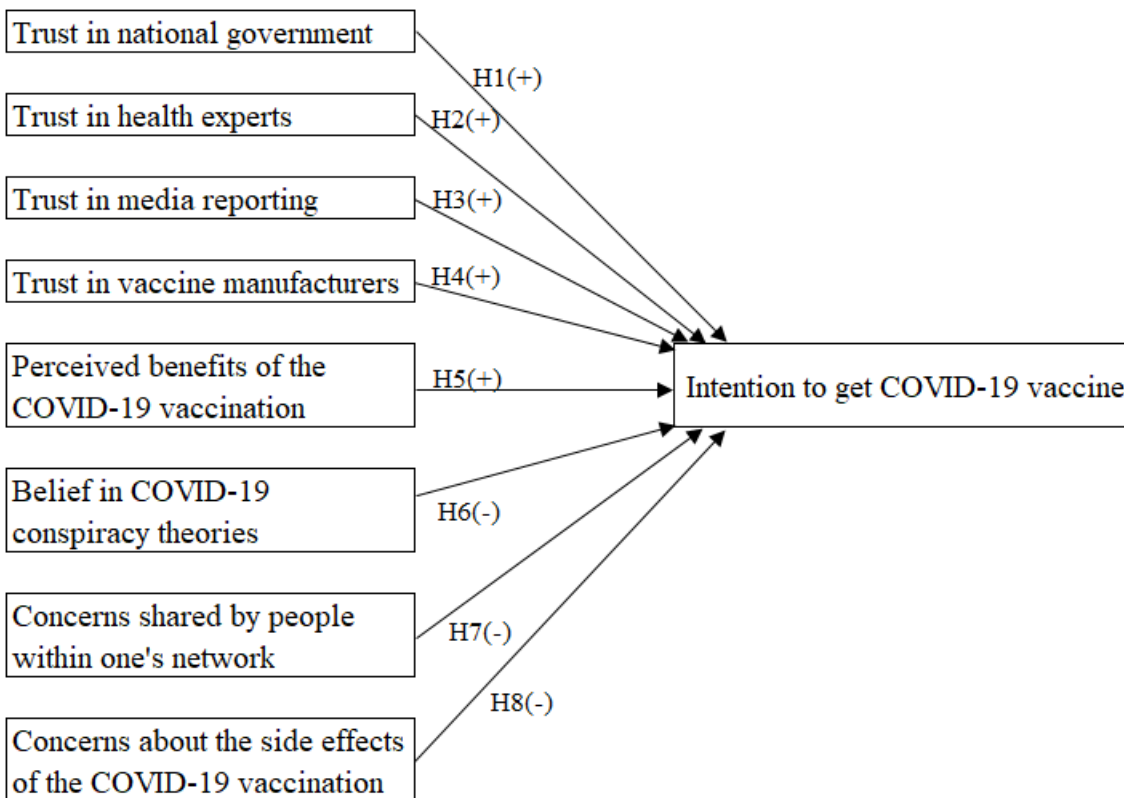 Trust in national government
H1(+)
Trust in health experts
H2(+)
Trust in media reporting
H3(+)
Trust in vaccine manufacturers
H4(+)
Perceived benefits of the
COVID-19 vaccination
H5(+)
Intention to get COVID-19 vaccine
Belief in COVID-19
conspiracy theories
H6(-)
Concerns shared by people
within one's network
H7(-)
Concerns about the side effects
of the COVID-19 vaccination
H8(-)